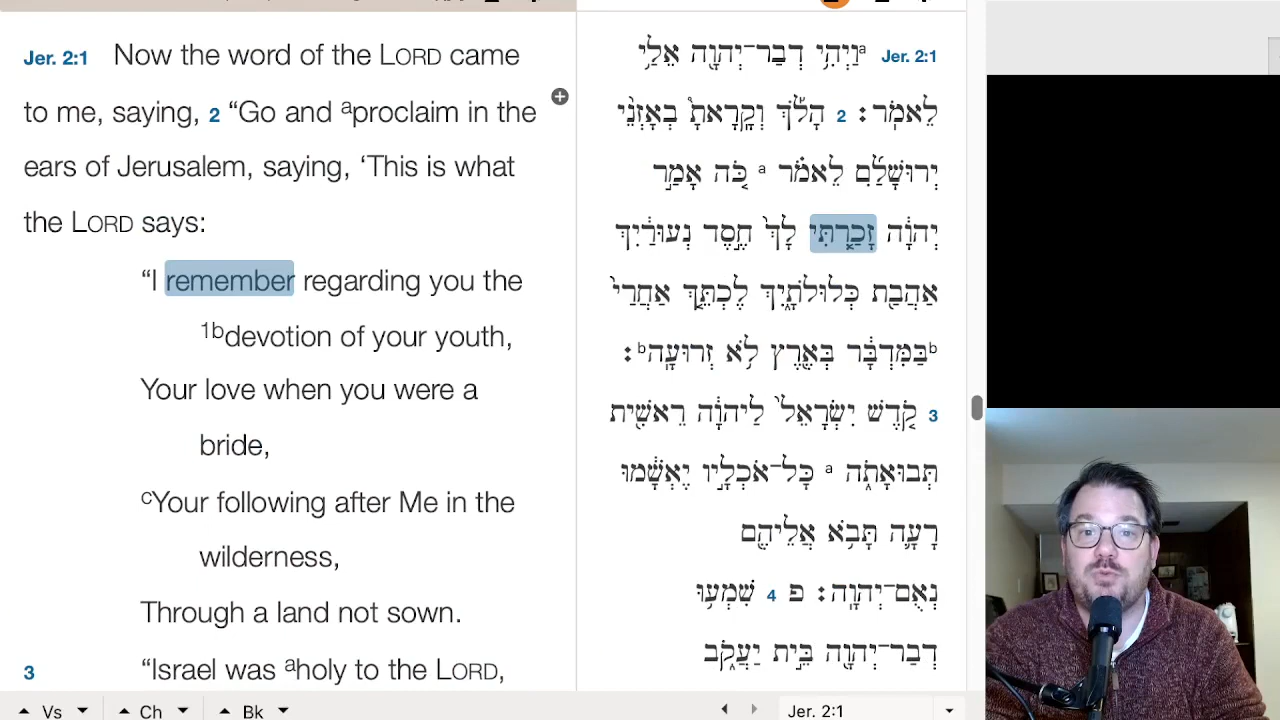 Jer. 2:1 Now the word of the LORD came
to me, saying, 2 “Go and aproclaim in the
ears of Jerusalem, saying, ‘This is what
the LORD says:
“I remember regarding you the
1bdevotion of your youth,
Your love when you were a
bride,
cYour following after Me in the
wilderness,
Through a land not sown.
3 “Israel was aholy to the LORD,
Jer. 2:1 aוַיְהִ֥י דְבַר־יְהוָ֖ה אֵלַ֥י
לֵאמֹֽר׃ 2 הָלֹ֡ךְ וְקָֽרָאתָ֩ בְאָזְנֵ֨י
יְרוּשָׁלִַ֜ם לֵאמֹ֗ר a כֹּ֚ה אָמַ֣ר
יְהוָ֔ה זָכַ֤רְתִּי לָךְ֙ חֶ֣סֶד נְעוּרַ֔יִךְ
אַהֲבַ֖ת כְּלוּלֹתָ֑יִךְ לֶכְתֵּ֤ךְ אַחֲרַי֙
bבַּמִּדְבָּ֔ר בְּאֶ֖רֶץ לֹ֥א זְרוּעָֽהb׃
3 קֹ֤דֶשׁ יִשְׂרָאֵל֙ לַיהוָ֔ה רֵאשִׁ֖ית
תְּבוּאָתֹ֑ה a כָּל־אֹכְלָ֣יו יֶאְשָׁ֔מוּ
רָעָ֛ה תָּבֹ֥א אֲלֵיהֶ֖ם
נְאֻם־יְהוָֽה׃ פ 4 שִׁמְע֥וּ
דְבַר־יְהוָ֖ה בֵּ֣ית יַעֲקֹ֑ב
Vs Ch Bk Jer. 2:1